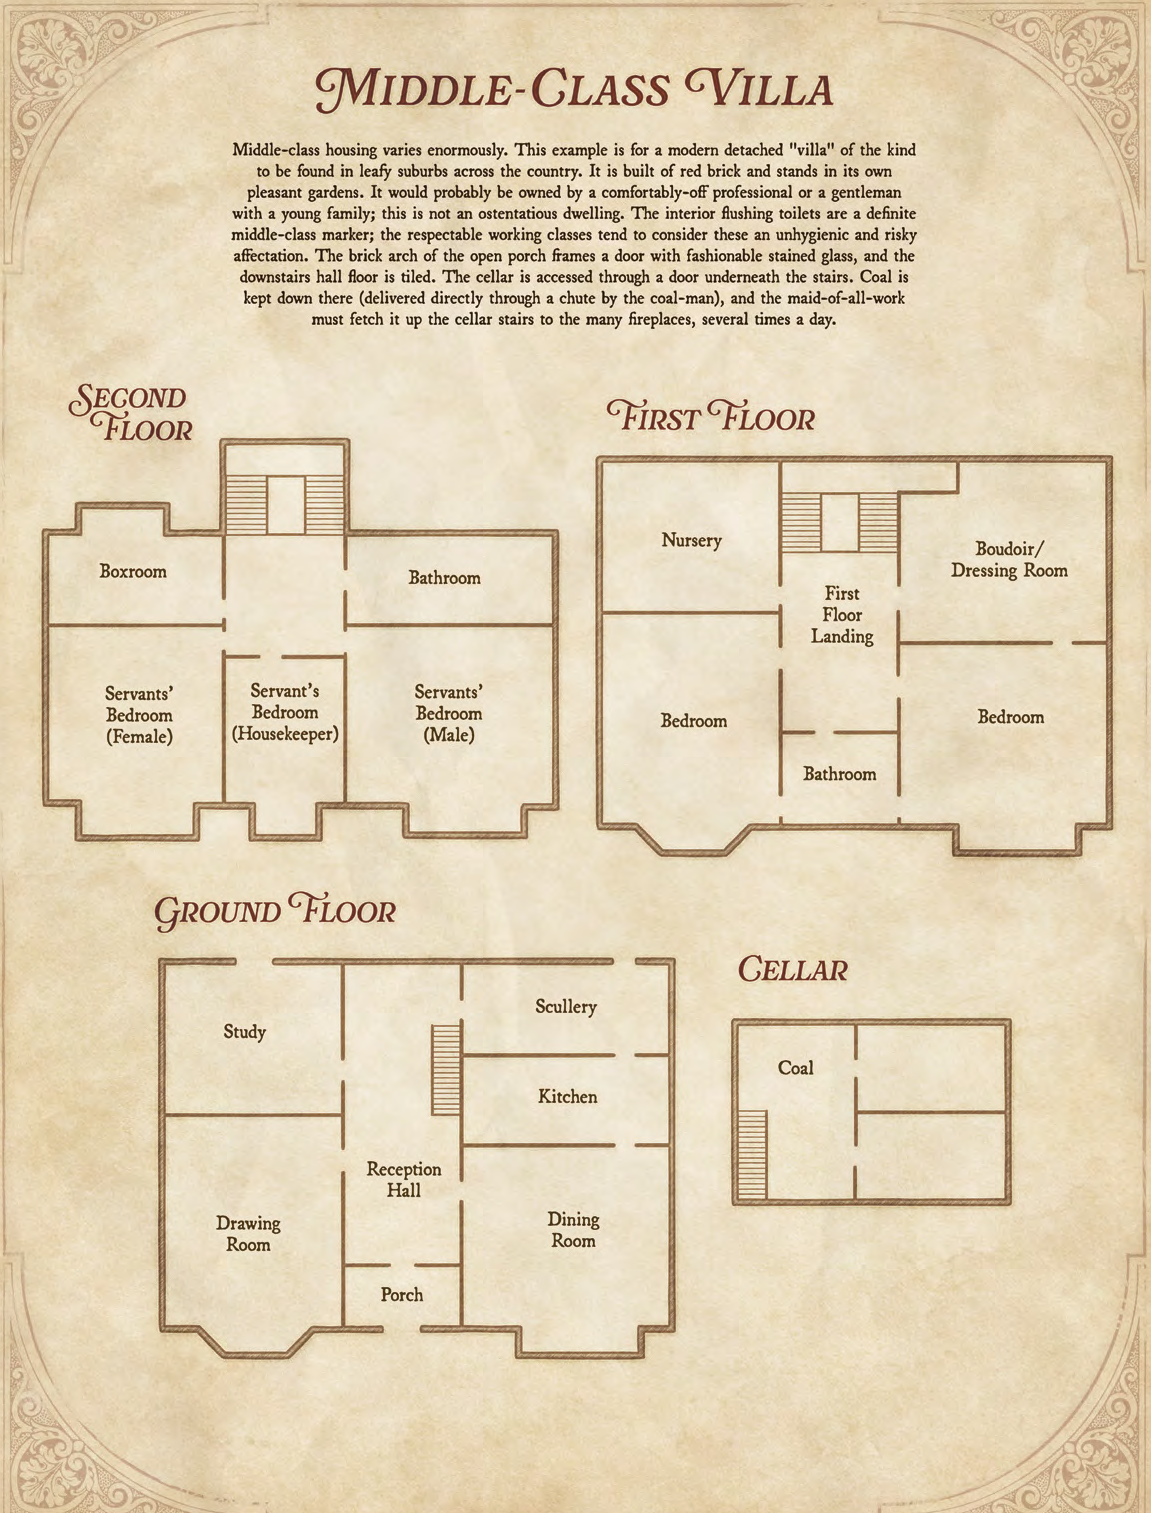 Middle-Class Villa
Middle-class housing varies enormously. This example is for a modern detached "villa" of the kind
to be found in leafy suburbs across the country. It is built of red brick and stands in its own
pleasant gardens. It would probably be owned by a comfortably-off professional or a gentleman
with a young family; this is not an ostentatious dwelling. The interior flushing toilets are a definite
middle-class marker; the respectable working classes tend to consider these an unhygienic and risky
affectation. The brick arch of the open porch frames a door with fashionable stained glass, and the
downstairs hall floor is tiled. The cellar is accessed through a door underneath the stairs. Coal is
kept down there (delivered directly through a chute by the coal-man), and the maid-of-all-work
must fetch it up the cellar stairs to the many fireplaces, several times a day.
Second
Floor
Boxroom
Bathroom
Servants'
Bedroom
(Female)
Servant's
Bedroom
(Housekeeper)
Servants'
Bedroom
(Male)
First Floor
Nursery
Boudoir/
Dressing Room
First
Floor
Landing
Bedroom
Bedroom
Bathroom
Ground Floor
Study
Scullery
Kitchen
Reception
Hall
Drawing
Room
Dining
Room
Porch
Cellar
Coal